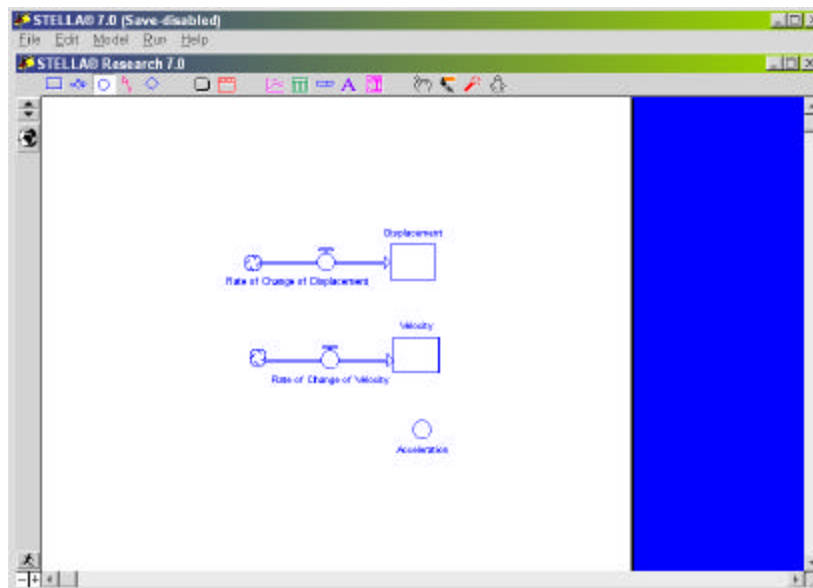 STELLA® 7.0 (Save-disabled)
File Edit Model Run Help
STELLA® Research 7.0
A
Displacement
Rate of Change of Displacement
Velocity
Rate of Change of Velocity
Acceleration